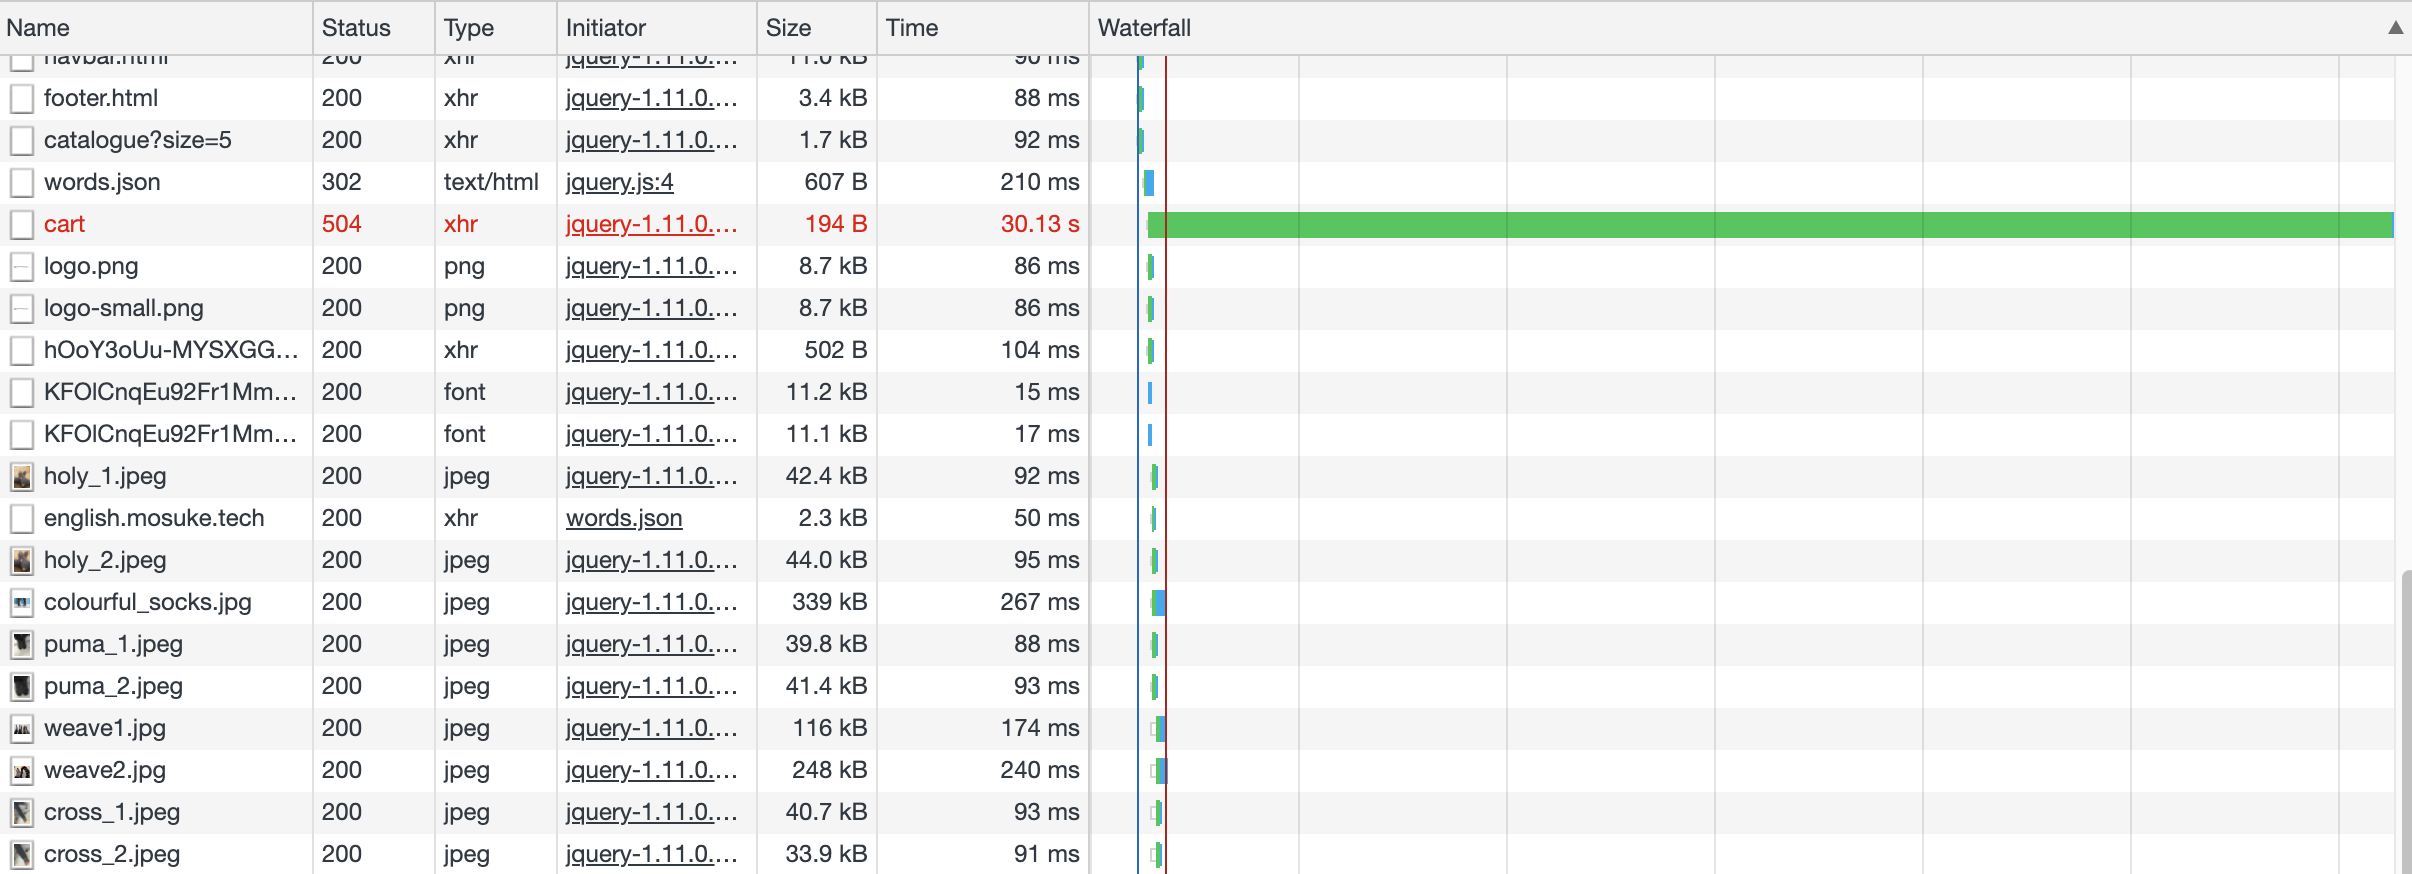 Name Status Type Initiator Size Time Waterfall
navbar.html 200 xhr jquery-1.11.0.... 11.0 kB 90 ms
footer.html 200 xhr jquery-1.11.0.... 3.4 kB 88 ms
catalogue?size=5 200 xhr jquery-1.11.0.... 1.7 kB 92 ms
words.json 302 text/html jquery.js:4 607 B 210 ms
cart 504 xhr jquery-1.11.0.... 194 B 30.13 s
logo.png 200 png jquery-1.11.0.... 8.7 kB 86 ms
logo-small.png 200 png jquery-1.11.0.... 8.7 kB 86 ms
hOoY3oUu-MYSXGG... 200 xhr jquery-1.11.0.... 502 B 104 ms
KFOlCnqEu92Fr1Mm... 200 font jquery-1.11.0.... 11.2 kB 15 ms
KFOlCnqEu92Fr1Mm... 200 font jquery-1.11.0.... 11.1 kB 17 ms
holy_1.jpeg 200 jpeg jquery-1.11.0.... 42.4 kB 92 ms
english.mosuke.tech 200 xhr words.json 2.3 kB 50 ms
holy_2.jpeg 200 jpeg jquery-1.11.0.... 44.0 kB 95 ms
colourful_socks.jpg 200 jpeg jquery-1.11.0.... 339 kB 267 ms
puma_1.jpeg 200 jpeg jquery-1.11.0.... 39.8 kB 88 ms
puma_2.jpeg 200 jpeg jquery-1.11.0.... 41.4 kB 93 ms
weave1.jpg 200 jpeg jquery-1.11.0.... 116 kB 174 ms
weave2.jpg 200 jpeg jquery-1.11.0.... 248 kB 240 ms
cross_1.jpeg 200 jpeg jquery-1.11.0.... 40.7 kB 93 ms
cross_2.jpeg 200 jpeg jquery-1.11.0.... 33.9 kB 91 ms